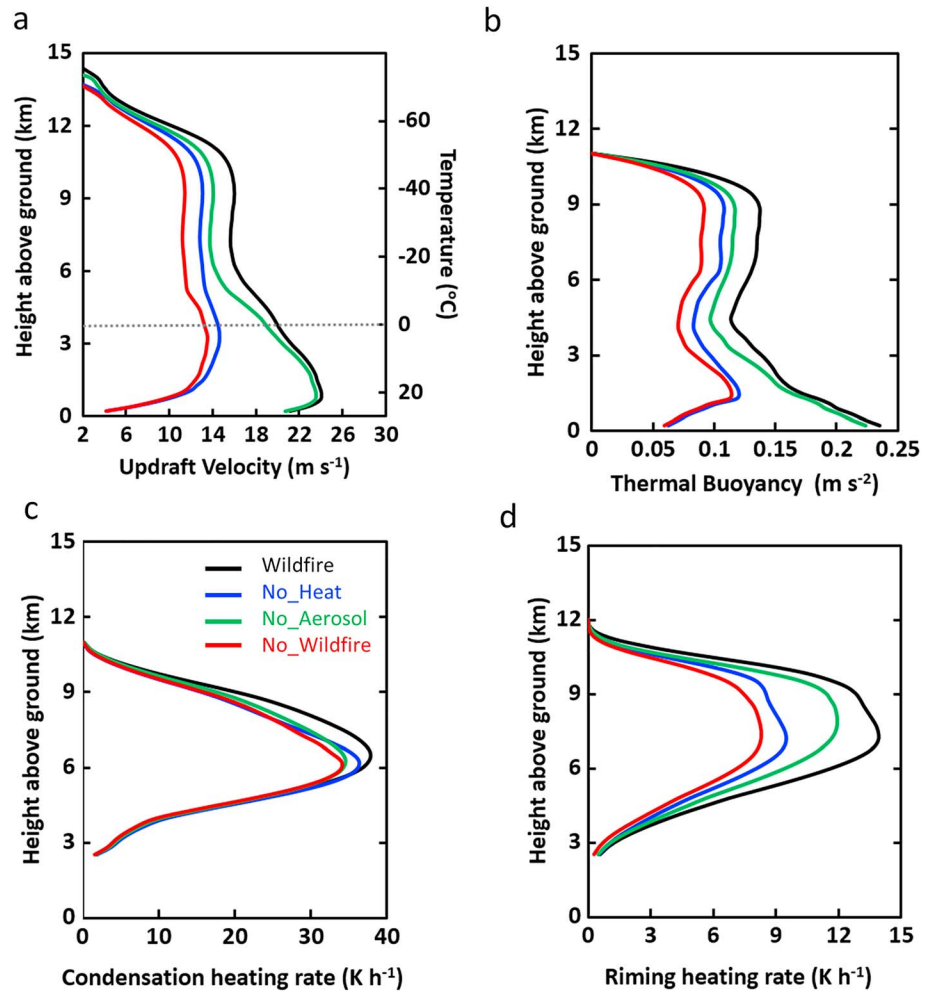 a
15
12
9
6
3
0
Height above ground (km)
2 6 10 14 18 22 26 30
Updraft Velocity (m s⁻¹)
-60
-40
-20
0
20
Temperature (°C)
b
15
12
9
6
3
0
Height above ground (km)
0 0.05 0.1 0.15 0.2 0.25
Thermal Buoyancy (m s⁻²)
c
15
12
9
6
3
0
Height above ground (km)
Wildfire
No_Heat
No_Aerosol
No_Wildfire
0 10 20 30 40
Condensation heating rate (K h⁻¹)
d
15
12
9
6
3
0
Height above ground (km)
0 3 6 9 12 15
Riming heating rate (K h⁻¹)